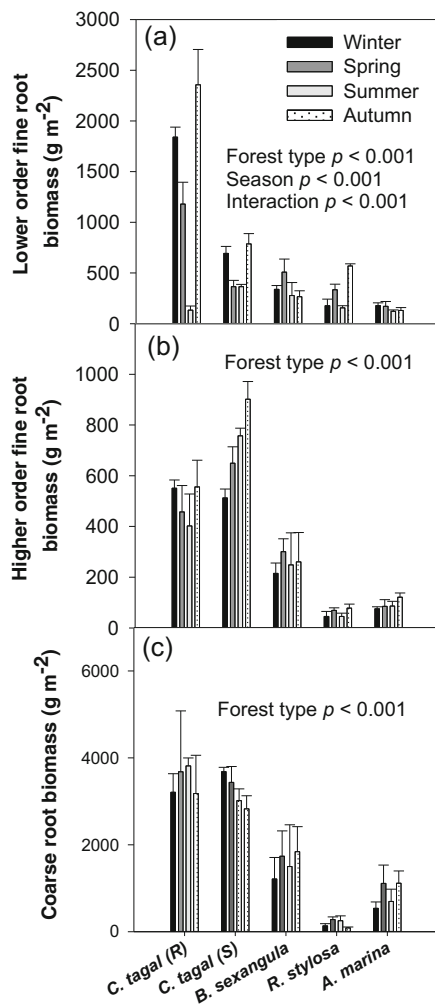 (a)
Winter
Spring
Summer
Autumn
Forest type p < 0.001
Season p < 0.001
Interaction p < 0.001
Lower order fine root
biomass (g m⁻²)
3000
2500
2000
1500
1000
500
0
(b)
Forest type p < 0.001
Higher order fine root
biomass (g m⁻²)
1000
800
600
400
200
0
(c)
Forest type p < 0.001
Coarse root biomass (g m⁻²)
6000
4000
2000
0
C. tagal (R)
C. tagal (S)
B. sexangula
R. stylosa
A. marina